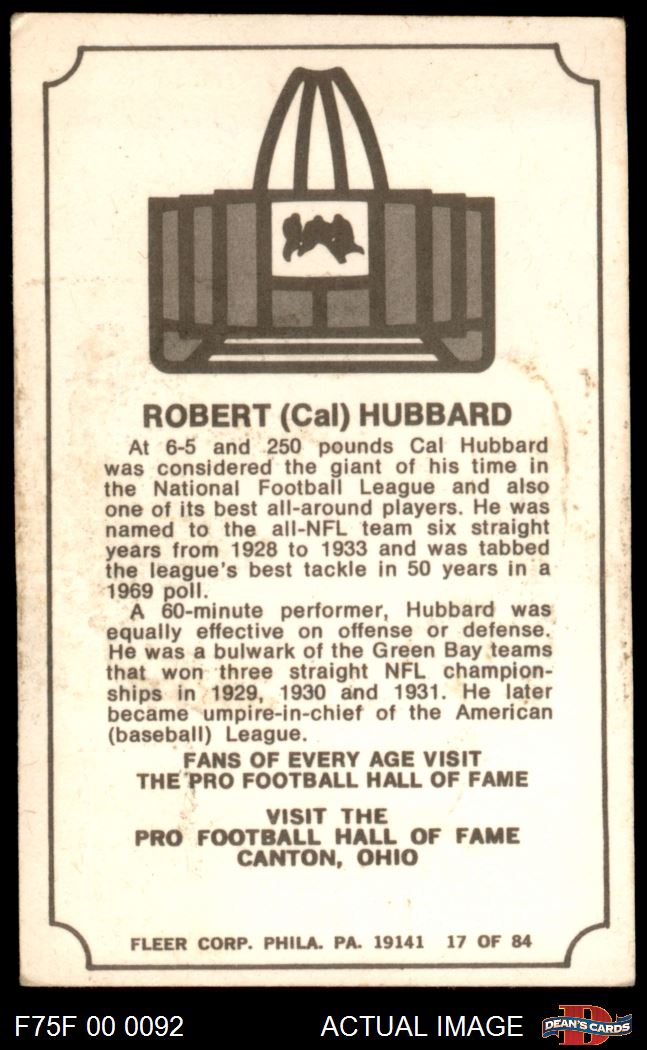 ROBERT (Cal) HUBBARD
At 6-5 and 250 pounds Cal Hubbard
was considered the giant of his time in
the National Football League and also
one of its best all-around players. He was
named to the all-NFL team six straight
years from 1928 to 1933 and was tabbed
the league's best tackle in 50 years in a
1969 poll.
A 60-minute performer, Hubbard was
equally effective on offense or defense.
He was a bulwark of the Green Bay teams
that won three straight NFL champion-
ships in 1929, 1930 and 1931. He later
became umpire-in-chief of the American
(baseball) League.
FANS OF EVERY AGE VISIT
THE PRO FOOTBALL HALL OF FAME
VISIT THE
PRO FOOTBALL HALL OF FAME
CANTON, OHIO
FLEER CORP. PHILA. PA. 19141 17 OF 84
F75F 00 0092 ACTUAL IMAGE D DEAN'S CARDS